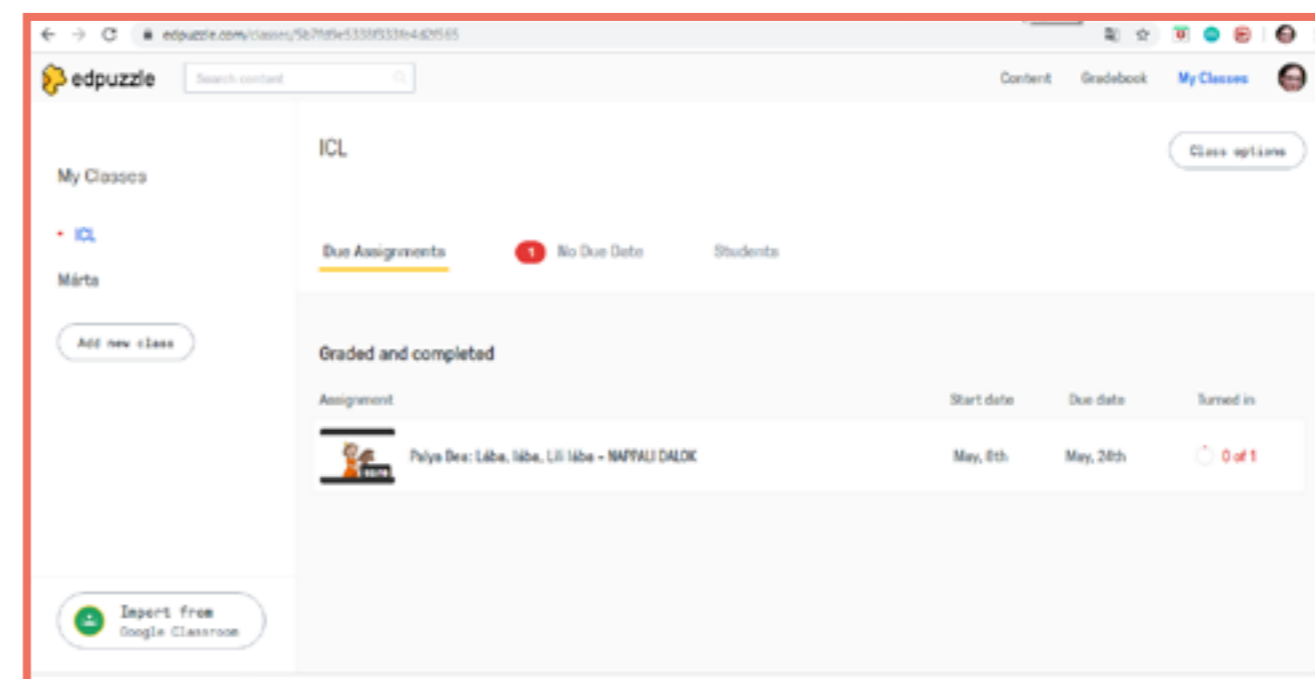 edpuzzle.com/classes/
edpuzzle
Search content
Content Gradebook My Classes
My Classes
ICL
Márta
Add new class
Import from
Google Classroom
ICL
Class options
Due Assignments 1 No Due Date Students
Graded and completed
Assignment Start date Due date Turned in
Palya Bea: Lába, lába, Lili lába - NAPPALI DALOK May, 8th May, 24th 0 of 1